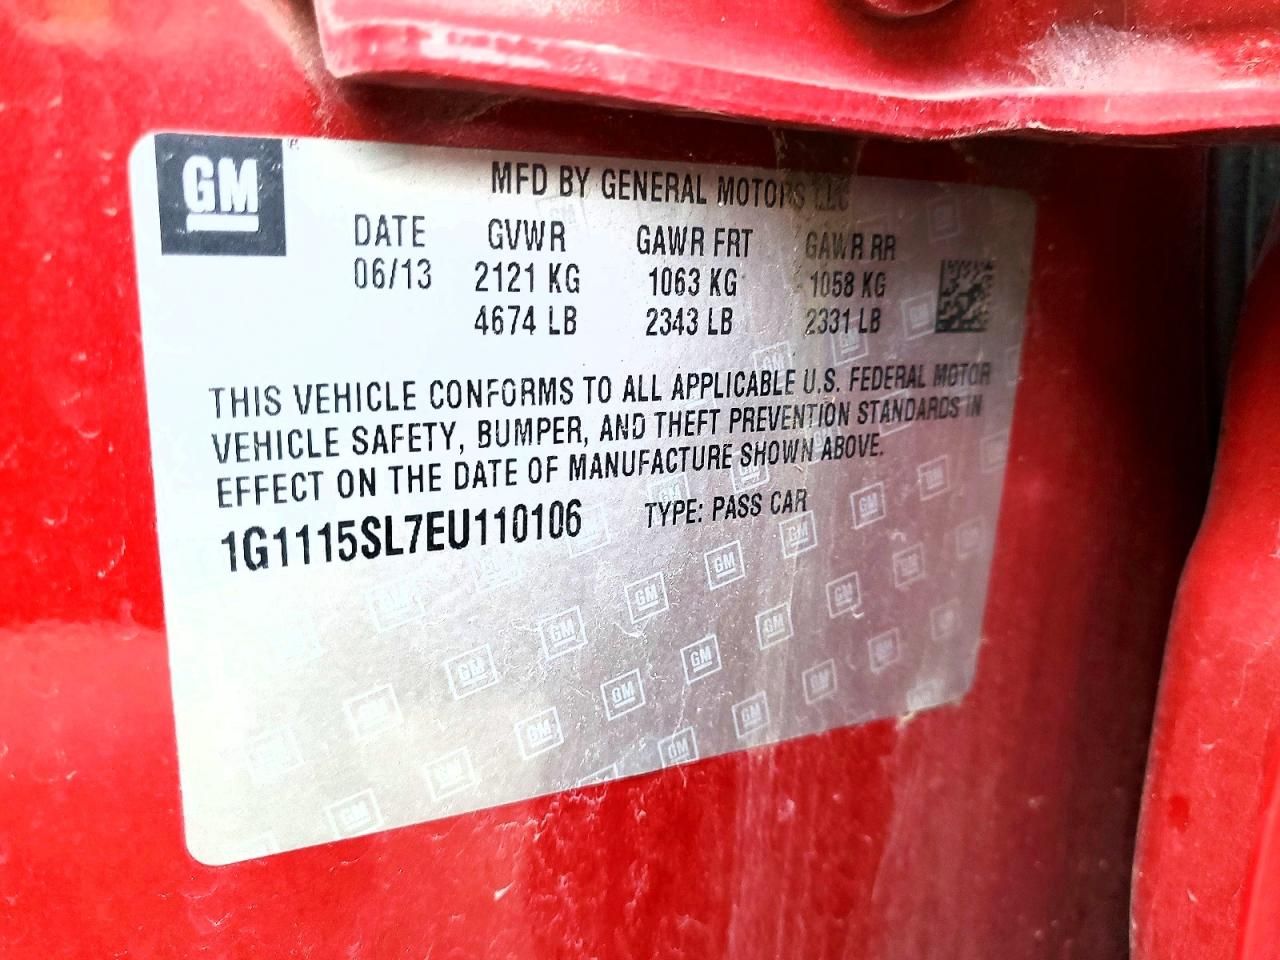 GM
MFD BY GENERAL MOTORS LLC
DATE GVWR GAWR FRT GAWR RR
06/13 2121 KG 1063 KG 1058 KG
4674 LB 2343 LB 2331 LB
THIS VEHICLE CONFORMS TO ALL APPLICABLE U.S. FEDERAL MOTOR
VEHICLE SAFETY, BUMPER, AND THEFT PREVENTION STANDARDS IN
EFFECT ON THE DATE OF MANUFACTURE SHOWN ABOVE.
1G1115SL7EU110106 TYPE: PASS CAR